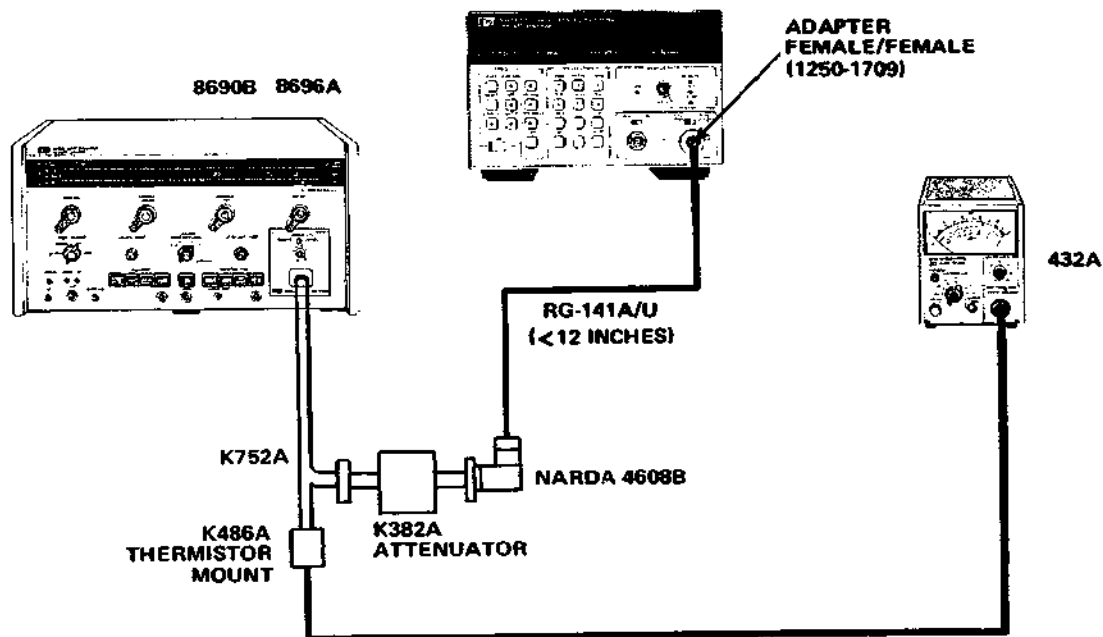 ADAPTER
FEMALE/FEMALE
(1250-1709)
8690B 8696A
432A
RG-141A/U
(<12 INCHES)
K752A
NARDA 4608B
K382A
ATTENUATOR
K486A
THERMISTOR
MOUNT